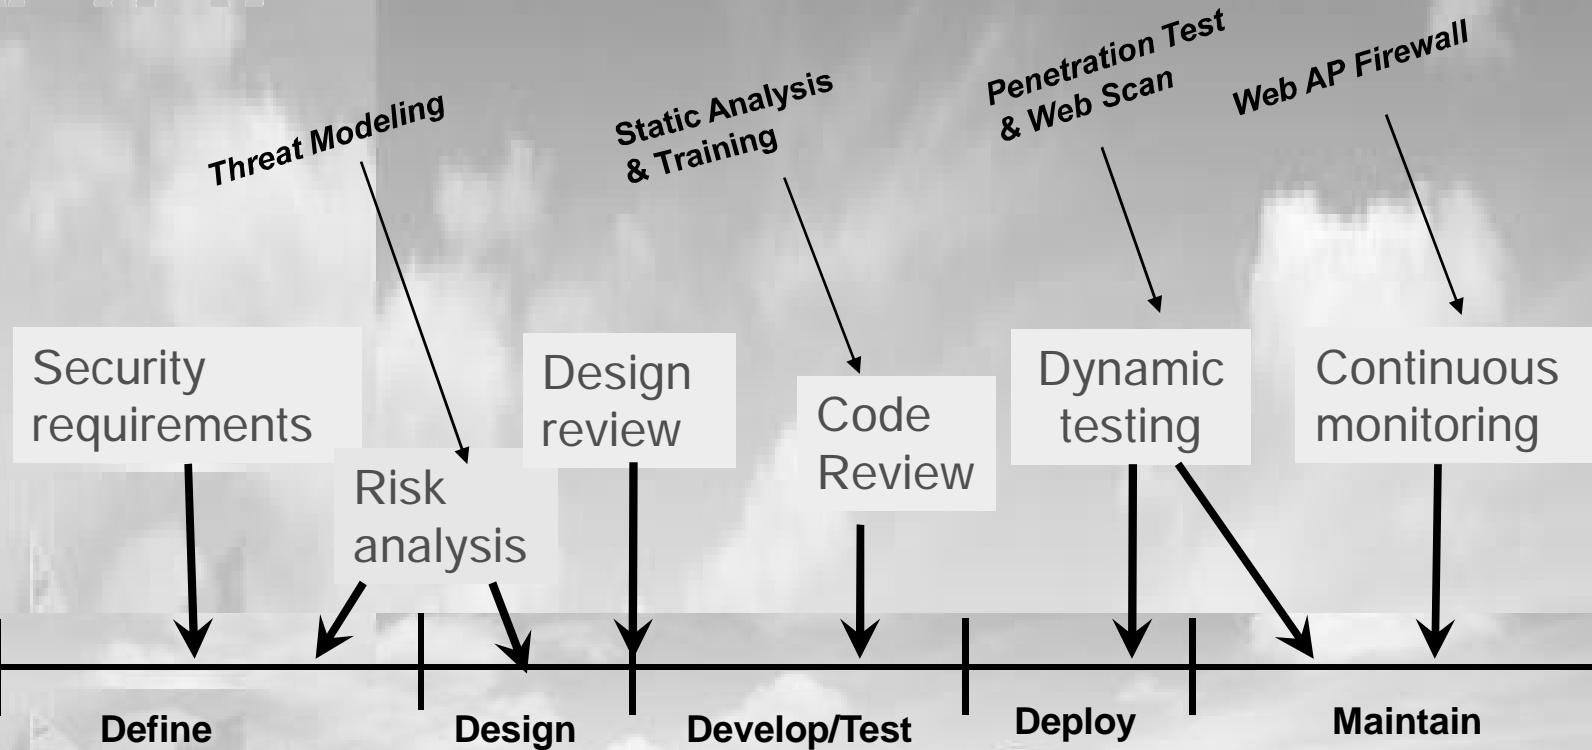 Threat Modeling
Static Analysis
& Training
Penetration Test
& Web Scan
Web AP Firewall
Security
requirements
Risk
analysis
Design
review
Code
Review
Dynamic
testing
Continuous
monitoring
Define
Design
Develop/Test
Deploy
Maintain